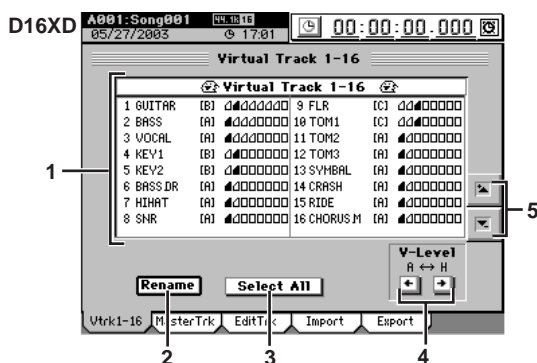 D16XD
A001:Song001 44.1K 16
05/27/2003 17:01
00:00:00.000
Virtual Track 1-16
Virtual Track 1-16
1 GUITAR [B] 9 FLR [C]
2 BASS [A] 10 TOM1 [C]
3 VOCAL [A] 11 TOM2 [A]
4 KEY1 [B] 12 TOM3 [A]
5 KEY2 [B] 13 SYMBAL [A]
6 BASS.DR [A] 14 CRASH [A]
7 HIHAT [A] 15 RIDE [A]
8 SNR [A] 16 CHORUS.M [A]
1
5
V-Level
A ↔ H
Rename Select All
Vtrk1-16 MasterTrk EditTrk Import Export
2 3 4